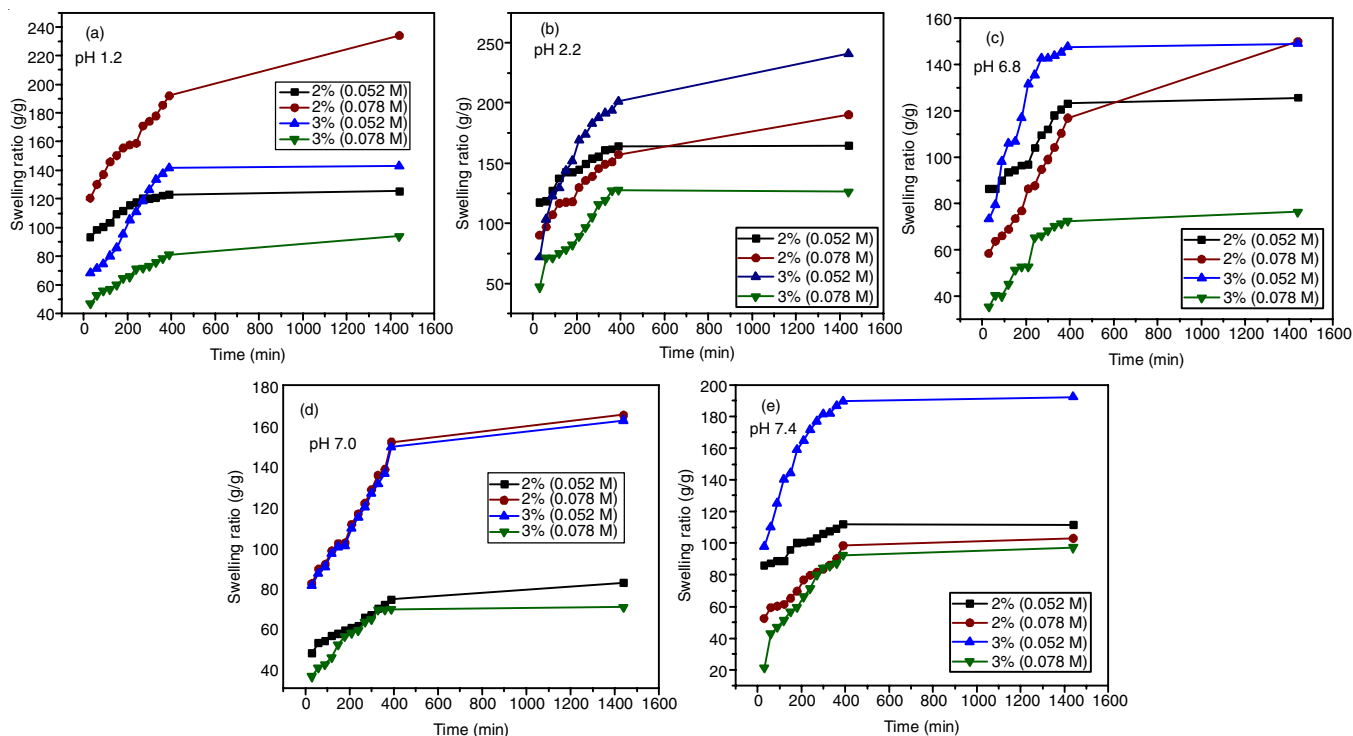 (a)
pH 1.2
Swelling ratio (g/g)
240
220
200
180
160
140
120
100
80
60
40
2% (0.052 M)
2% (0.078 M)
3% (0.052 M)
3% (0.078 M)
0 200 400 600 800 1000 1200 1400 1600
Time (min)
(b)
pH 2.2
Swelling ratio (g/g)
250
200
150
100
50
2% (0.052 M)
2% (0.078 M)
3% (0.052 M)
3% (0.078 M)
0 200 400 600 800 1000 1200 1400 1600
Time (min)
(c)
pH 6.8
Swelling ratio (g/g)
160
140
120
100
80
60
40
2% (0.052 M)
2% (0.078 M)
3% (0.052 M)
3% (0.078 M)
0 200 400 600 800 1000 1200 1400 1600
Time (min)
(d)
pH 7.0
Swelling ratio (g/g)
180
160
140
120
100
80
60
40
2% (0.052 M)
2% (0.078 M)
3% (0.052 M)
3% (0.078 M)
0 200 400 600 800 1000 1200 1400 1600
Time (min)
(e)
pH 7.4
Swelling ratio (g/g)
200
180
160
140
120
100
80
60
40
20
2% (0.052 M)
2% (0.078 M)
3% (0.052 M)
3% (0.078 M)
0 200 400 600 800 1000 1200 1400 1600
Time (min)